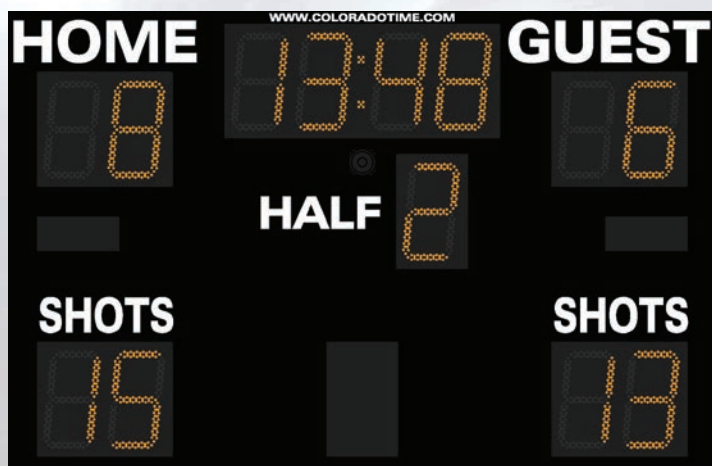 WWW.COLORADOTIME.COM
HOME 13:48 GUEST
8 6
HALF 2
SHOTS SHOTS
15 13